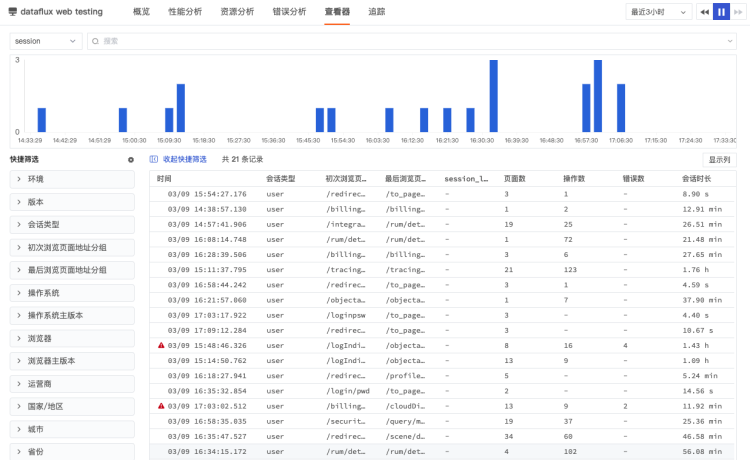 dataflux web testing 概览 性能分析 资源分析 错误分析 查看器 追踪 最近3小时
session 搜索
3
0
14:33:29 14:42:29 14:51:29 15:00:30 15:09:30 15:18:30 15:27:30 15:36:30 15:45:30 15:54:30 16:03:30 16:12:30 16:21:30 16:30:30 16:39:30 16:48:30 16:57:30 17:06:30 17:15:30 17:24:30 17:33:30
快捷筛选 收起快捷筛选 共 21 条记录 显示列
时间 会话类型 初次浏览页… 最后浏览页… session_l… 页面数 操作数 错误数 会话时长
03/09 15:54:27.176 user /redirec… /to_page… – 3 1 – 8.90 s
03/09 14:38:57.130 user /billing… /billing… – 1 2 – 12.91 min
03/09 14:57:41.906 user /integra… /rum/det… – 19 25 – 26.51 min
03/09 16:08:14.748 user /rum/det… /rum/det… – 1 72 – 21.48 min
03/09 16:28:39.506 user /billing… /billing… – 3 6 – 27.65 min
03/09 15:11:37.795 user /tracing… /tracing… – 21 123 – 1.76 h
03/09 16:58:44.242 user /redirec… /to_page… – 3 1 – 4.59 s
03/09 16:21:57.060 user /objecta… /objecta… – 1 7 – 37.90 min
03/09 17:03:17.922 user /loginpsw /to_page… – 3 – – 4.40 s
03/09 17:09:12.284 user /redirec… /to_page… – 3 – – 10.67 s
03/09 15:48:46.326 user /logIndi… /objecta… – 8 16 4 1.43 h
03/09 15:14:50.762 user /logIndi… /objecta… – 13 9 – 1.09 h
03/09 16:18:27.941 user /redirec… /profile… – 5 – – 5.24 min
03/09 16:35:32.854 user /login/pwd /to_page… – 2 – – 14.56 s
03/09 17:03:02.512 user /billing… /cloudDi… – 13 9 2 11.92 min
03/09 16:58:35.035 user /securit… /query/m… – 19 37 – 25.36 min
03/09 16:35:47.527 user /redirec… /scene/d… – 34 60 – 46.58 min
03/09 16:34:15.172 user /rum/det… /rum/det… – 4 102 – 56.08 min
环境
版本
会话类型
初次浏览页面地址分组
最后浏览页面地址分组
操作系统
操作系统主版本
浏览器
浏览器主版本
运营商
国家/地区
城市
省份